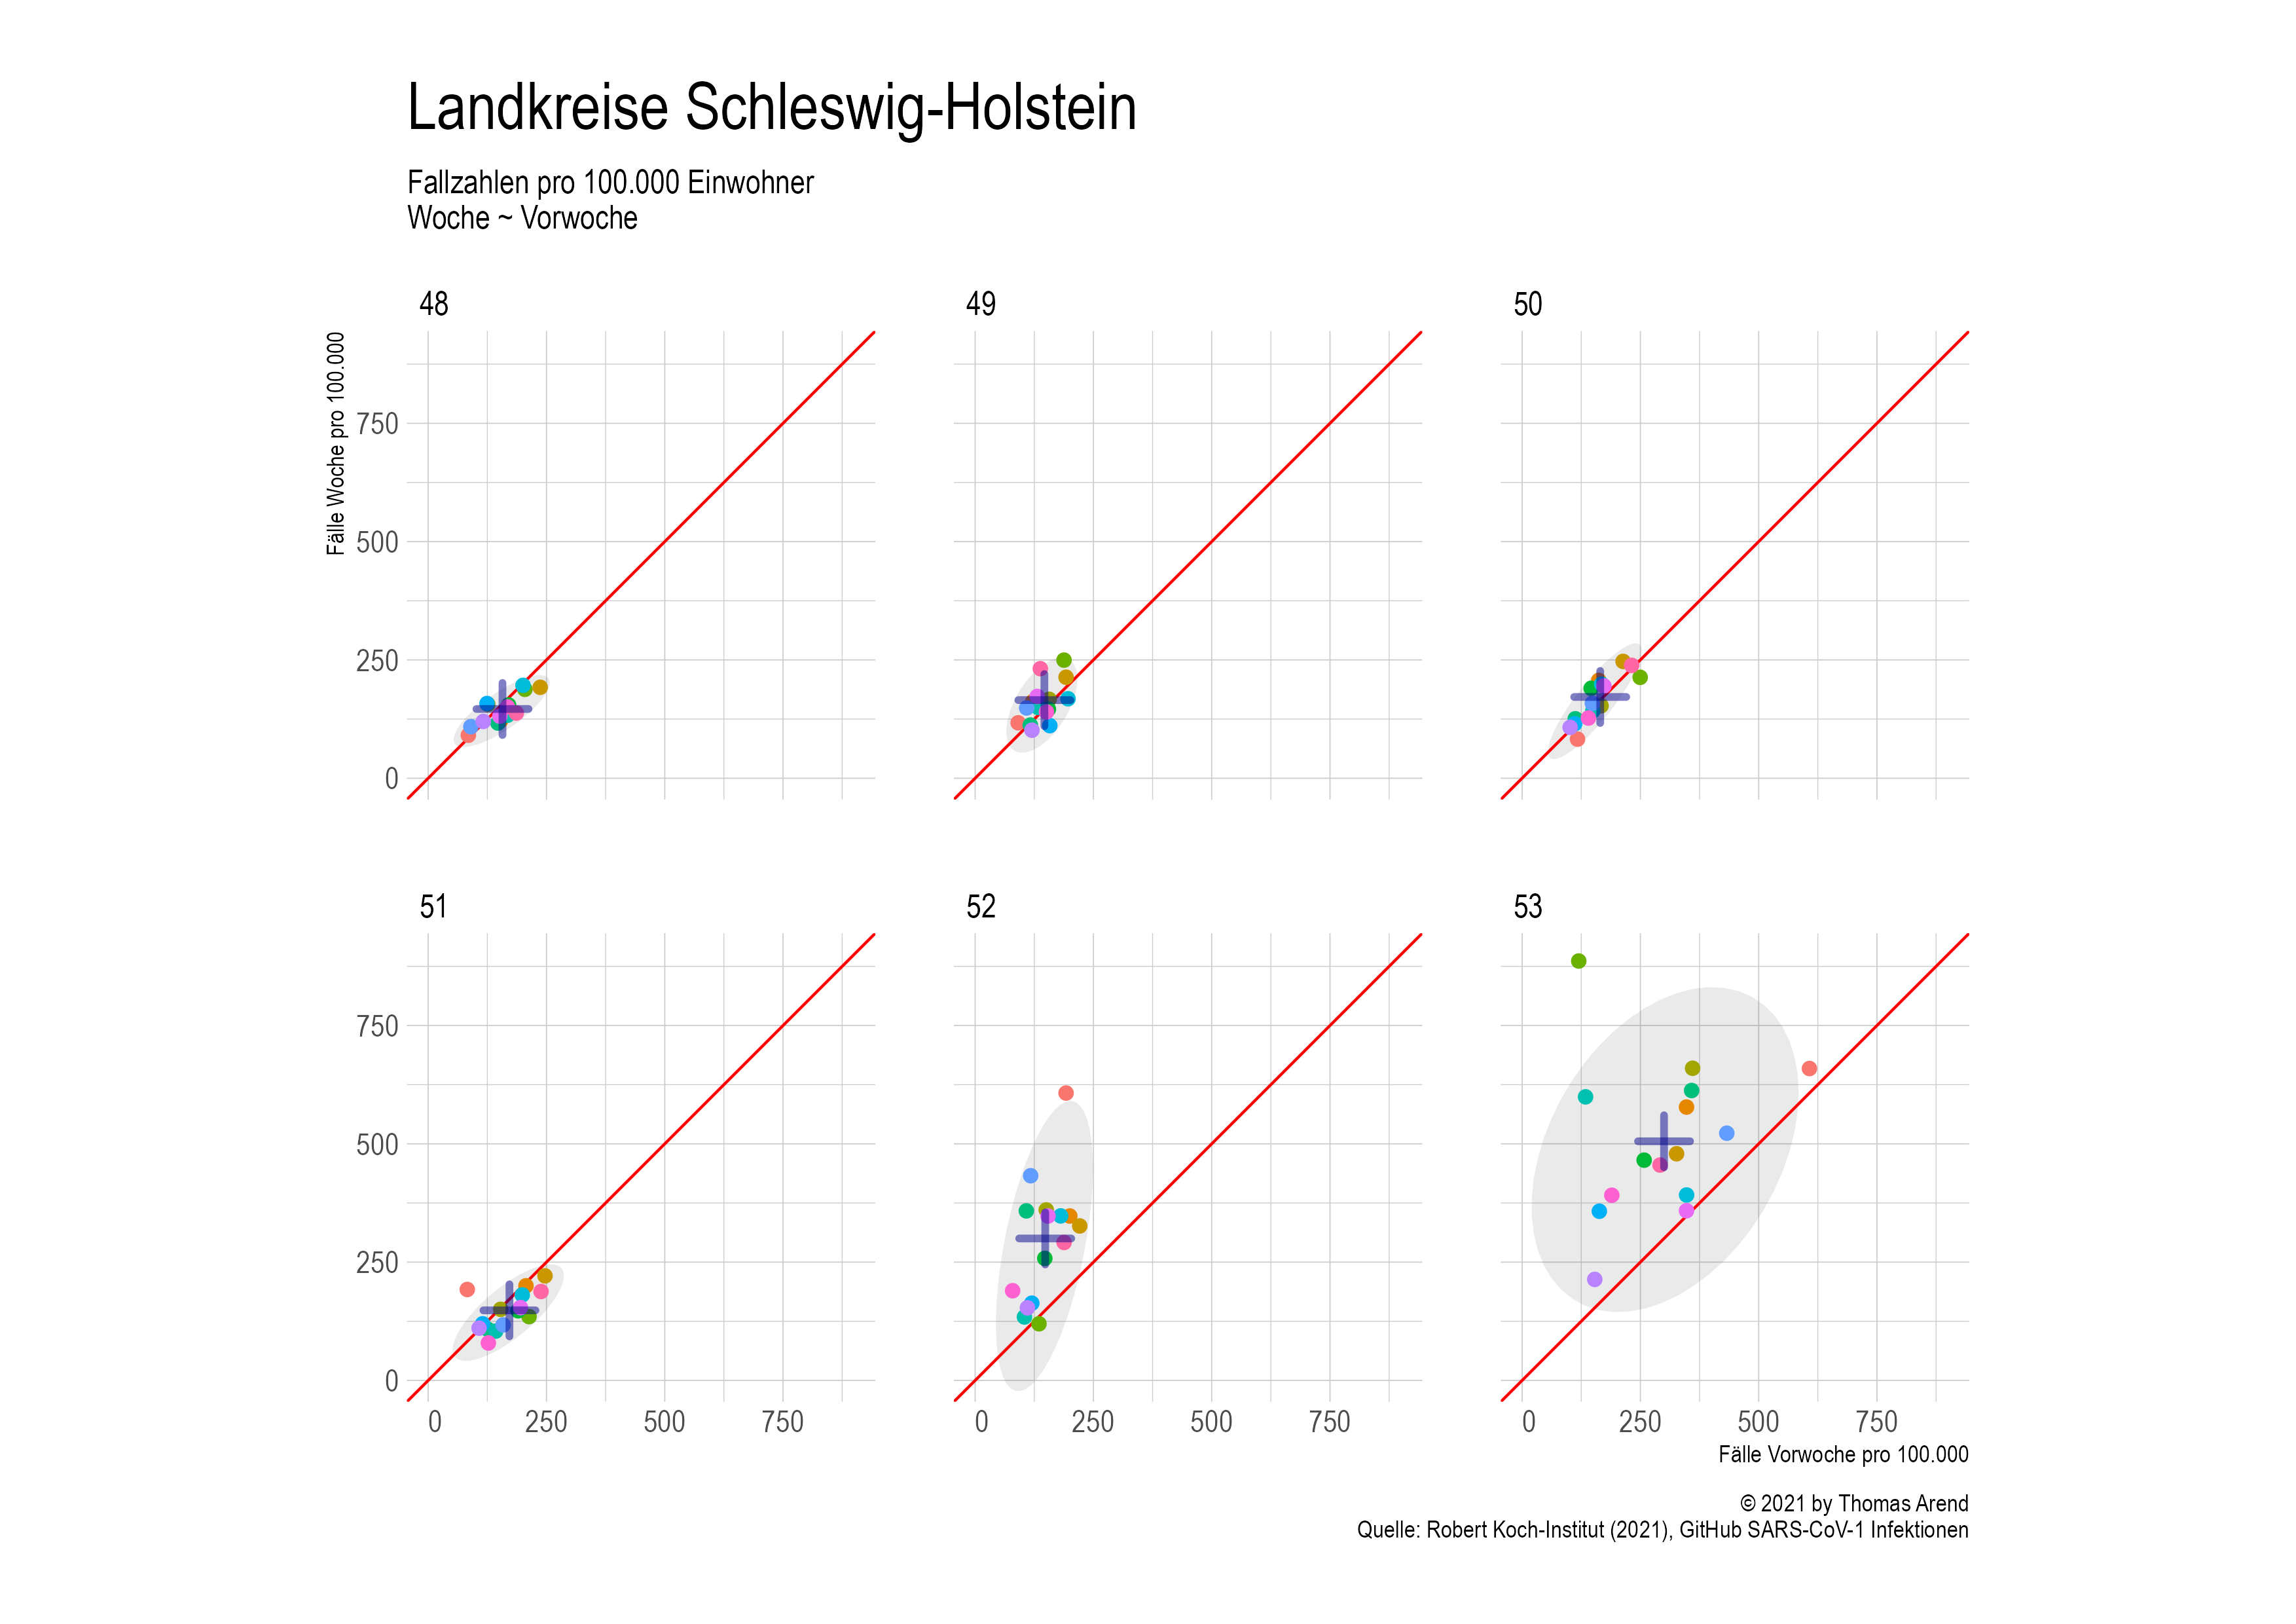 Landkreise Schleswig-Holstein
Fallzahlen pro 100.000 Einwohner
Woche ~ Vorwoche
48
49
50
Fälle Woche pro 100.000
750
500
250
0
51
52
53
750
500
250
0
0 250 500 750
0 250 500 750
0 250 500 750
Fälle Vorwoche pro 100.000
© 2021 by Thomas Arend
Quelle: Robert Koch-Institut (2021), GitHub SARS-CoV-1 Infektionen